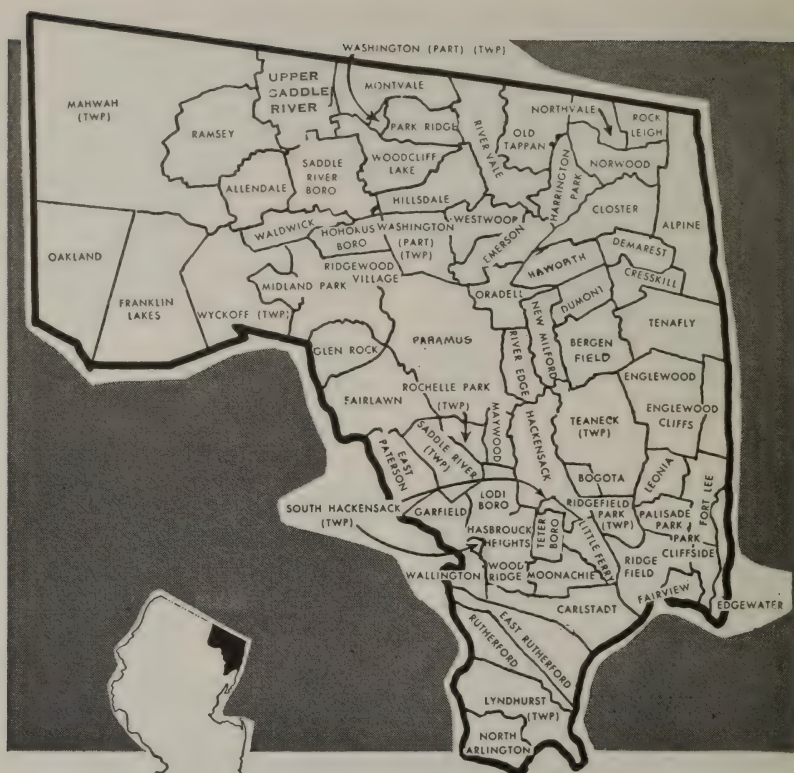 WASHINGTON (PART) (TWP)
MAHWAH
(TWP)
UPPER
SADDLE
RIVER
MONTVALE
RAMSEY
PARK RIDGE
RIVER VALE
OLD
TAPPAN
NORTHVALE
ROCK
LEIGH
NORWOOD
HARRINGTON
PARK
ALLENDALE
SADDLE
RIVER
BORO
WOODCLIFF
LAKE
HILLSDALE
CLOSTER
ALPINE
WALDWICK
HOHOKUS
BORO
WASHINGTON
(PART)
(TWP)
WESTWOOD
EMERSON
DEMAREST
HAWORTH
CRESSKILL
OAKLAND
FRANKLIN
LAKES
WYCKOFF (TWP)
MIDLAND PARK
RIDGEWOOD
VILLAGE
ORADELL
DUMONT
NEW MILFORD
TENAFLY
GLEN ROCK
PARAMUS
RIVER EDGE
BERGEN
FIELD
ENGLEWOOD
ENGLEWOOD
CLIFFS
FAIRLAWN
ROCHELLE PARK
(TWP)
MAYWOOD
HACKENSACK
TEANECK
(TWP)
EAST
PATERSON
SADDLE RIVER
(TWP)
BOGOTA
LEONIA
FORT LEE
SOUTH HACKENSACK
(TWP)
GARFIELD
LODI
BORO
RIDGEFIELD
PARK
(TWP)
PALISADE
PARK
HASBROUCK
HEIGHTS
TETER
BORO
LITTLE FERRY
PARK
CLIFFSIDE
WALLINGTON
WOOD
RIDGE
MOONACHIE
RIDGE
FIELD
FAIRVIEW
EDGEWATER
CARLSTADT
RUTHERFORD
EAST RUTHERFORD
LYNDHURST
(TWP)
NORTH
ARLINGTON